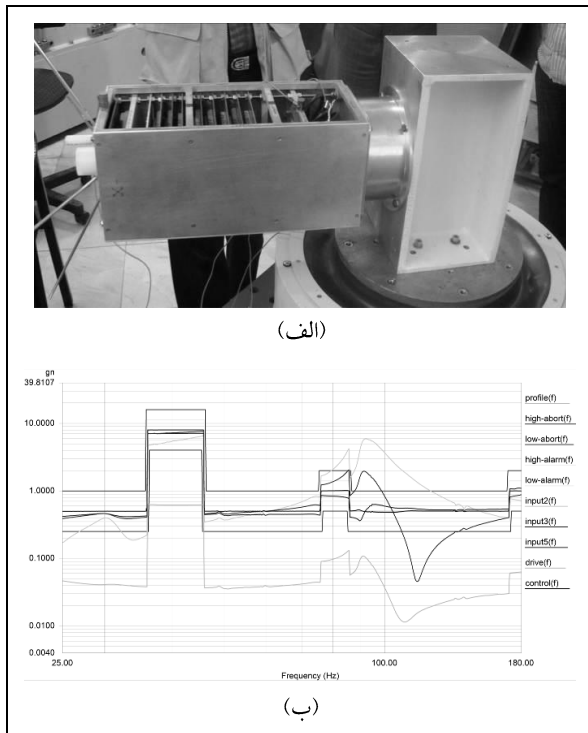 (الف)
gn
39.8107
10.0000
1.0000
0.1000
0.0100
0.0040
25.00
100.00
180.00
Frequency (Hz)
profile(f)
high-abort(f)
low-abort(f)
high-alarm(f)
low-alarm(f)
input2(f)
input3(f)
input5(f)
drive(f)
control(f)
(ب)